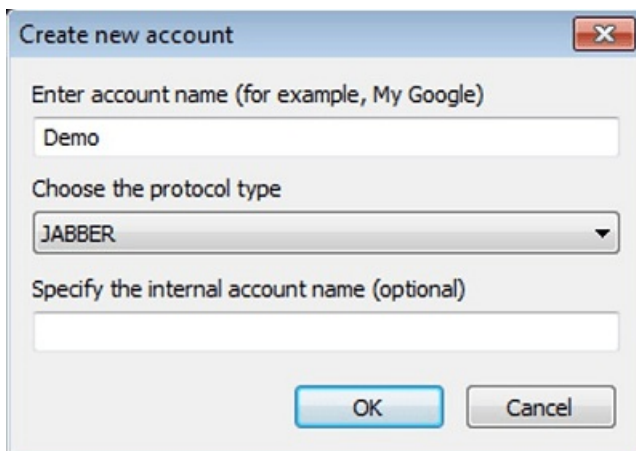 Create new account
Enter account name (for example, My Google)
Demo
Choose the protocol type
JABBER
Specify the internal account name (optional)
OK Cancel